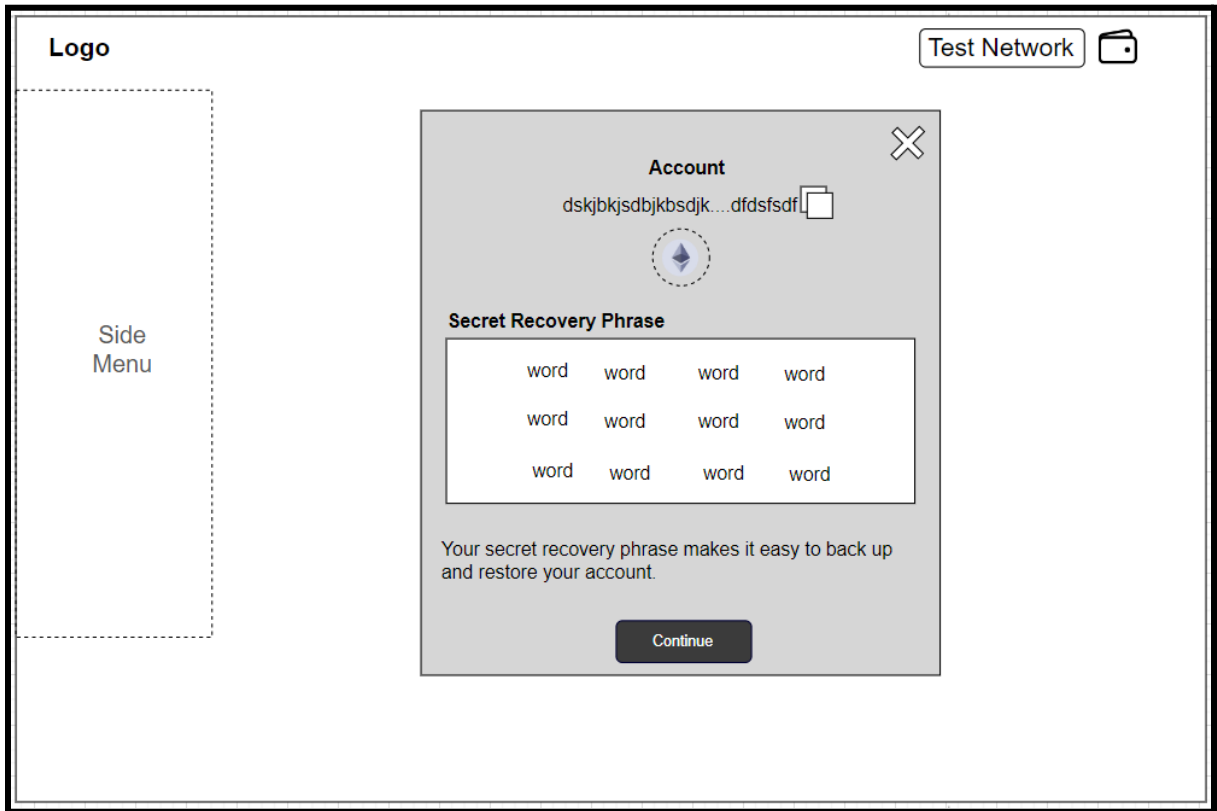 Logo
Test Network
Side
Menu
Account
dskjbkjsdbjkbsdjk....dfdsfsdf
Secret Recovery Phrase
word word word word
word word word word
word word word word
Your secret recovery phrase makes it easy to back up
and restore your account.
Continue